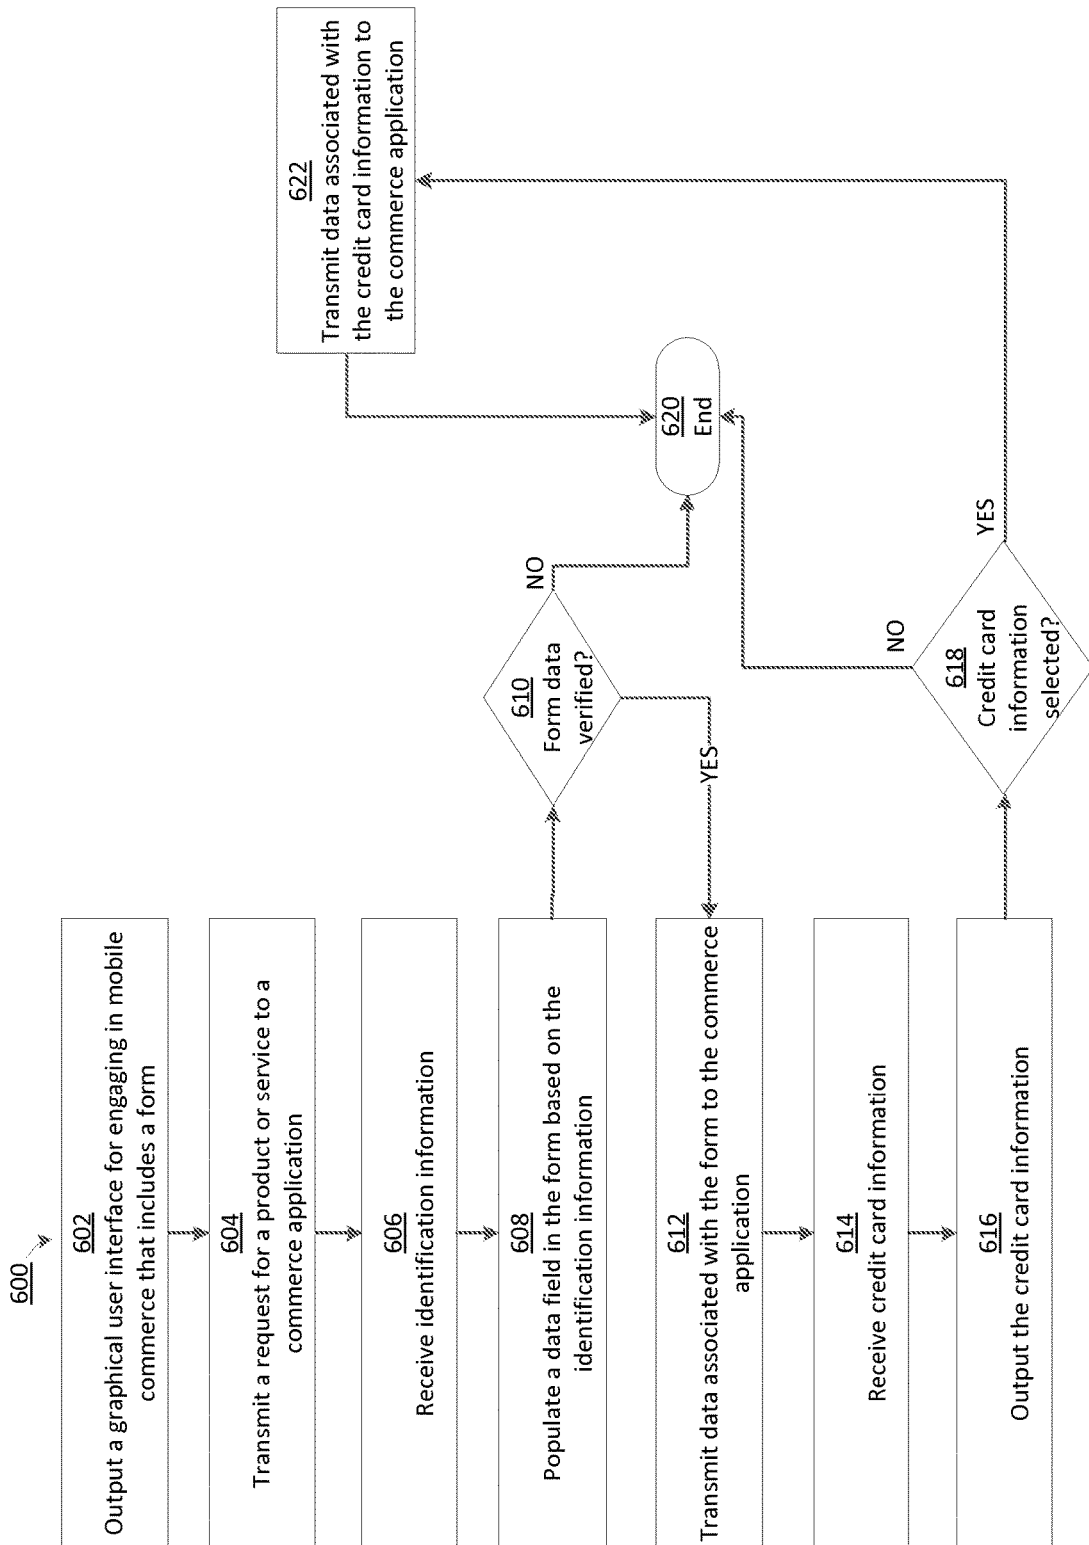 600
602
Output a graphical user interface for engaging in mobile
commerce that includes a form
604
Transmit a request for a product or service to a
commerce application
606
Receive identification information
608
Populate a data field in the form based on the
identification information
610
Form data
verified?
NO
YES
612
Transmit data associated with the form to the commerce
application
614
Receive credit card information
616
Output the credit card information
618
Credit card
information
selected?
NO
YES
620
End
622
Transmit data associated with
the credit card information to
the commerce application